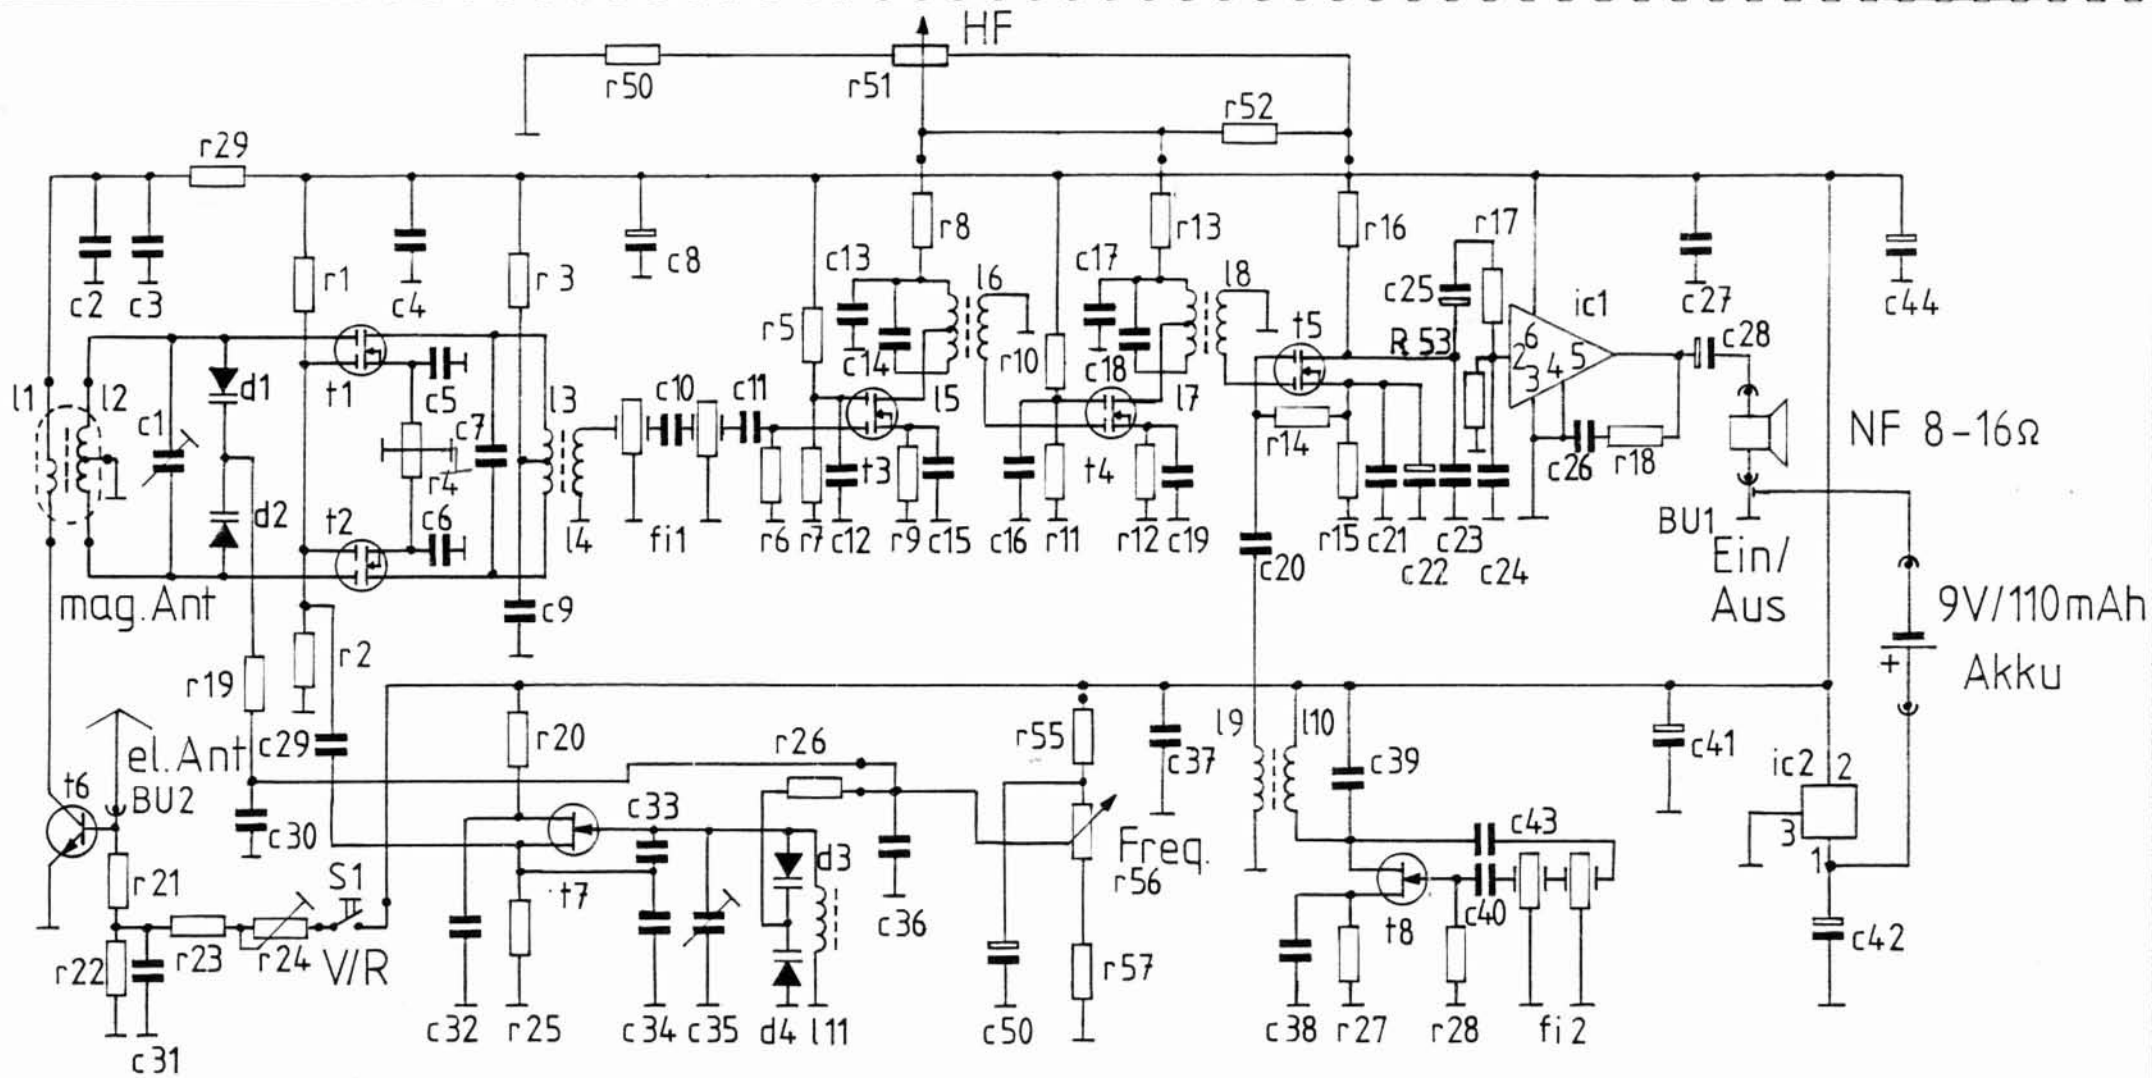 HF
r50
r51
r52
r29
r8
r13
r16
r17
c2
c3
r1
c4
r3
c8
c13
l6
c17
l8
c25
ic1
c27
c44
r5
c14
r10
c18
t5
R53
6
2
4
5
3
c28
l1
l2
c1
d1
t1
c5
c7
l3
c10
c11
l5
l7
r14
c26
r18
NF 8-16Ω
r4
d2
t2
c6
l4
fi1
r6
r7
c12
t3
r9
c15
c16
r11
t4
r12
c19
c20
r15
c21
c22
c23
c24
BU1
Ein/
Aus
mag.Ant
c9
9V/110mAh
Akku
+
r19
r2
el.Ant
BU2
c29
r20
r26
r55
c37
l9
l10
c39
c41
ic2
2
3
1
t6
c30
c33
d3
Freq.
r56
c43
r21
S1
t7
c36
c40
t8
c42
r22
r23
r24
V/R
r57
c31
c32
r25
c34
c35
d4
l11
c50
c38
r27
r28
fi2